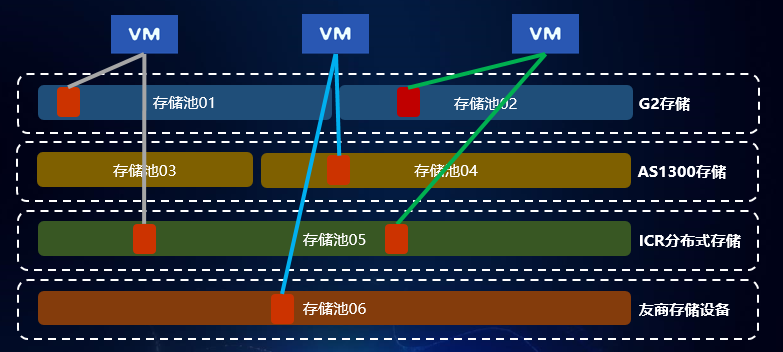 VM
VM
VM
存储池01
存储池02
G2存储
存储池03
存储池04
AS1300存储
存储池05
ICR分布式存储
存储池06
友商存储设备